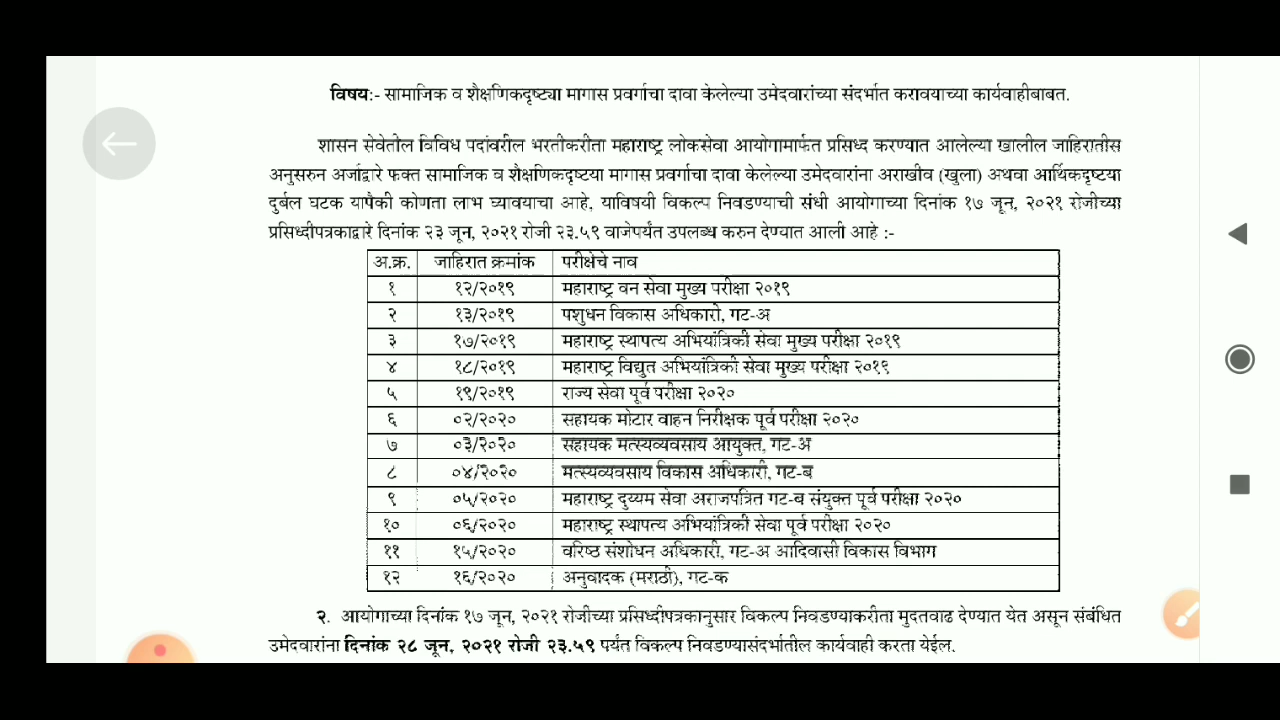 विषय:- सामाजिक व शैक्षणिकदृष्ट्या मागास प्रवर्गाचा दावा केलेल्या उमेदवारांच्या संदर्भात करावयाच्या कार्यवाहीबाबत.
शासन सेवेतील विविध पदांवरील भरतीकरीता महाराष्ट्र लोकसेवा आयोगामार्फत प्रसिध्द करण्यात आलेल्या खालील जाहिरातीस
अनुसरुन अर्जाद्वारे फक्त सामाजिक व शैक्षणिकदृष्टया मागास प्रवर्गाचा दावा केलेल्या उमेदवारांना अराखीव (खुला) अथवा आर्थिकदृष्टया
दुर्बल घटक यापैकी कोणता लाभ घ्यावयाचा आहे, याविषयी विकल्प निवडण्याची संधी आयोगाच्या दिनांक १७ जून, २०२१ रोजीच्या
प्रसिध्दीपत्रकाद्वारे दिनांक २३ जून, २०२१ रोजी २३.५९ वाजेपर्यंत उपलब्ध करुन देण्यात आली आहे :-
अ.क्र. जाहिरात क्रमांक परीक्षेचे नाव
१ १२/२०१९ महाराष्ट्र वन सेवा मुख्य परीक्षा २०१९
२ १३/२०१९ पशुधन विकास अधिकारी, गट-अ
३ १७/२०१९ महाराष्ट्र स्थापत्य अभियांत्रिकी सेवा मुख्य परीक्षा २०१९
४ १८/२०१९ महाराष्ट्र विद्युत अभियांत्रिकी सेवा मुख्य परीक्षा २०१९
५ १९/२०१९ राज्य सेवा पूर्व परीक्षा २०२०
६ ०२/२०२० सहायक मोटार वाहन निरीक्षक पूर्व परीक्षा २०२०
७ ०३/२०२० सहायक मत्स्यव्यवसाय आयुक्त, गट-अ
८ ०४/२०२० मत्स्यव्यवसाय विकास अधिकारी, गट-ब
९ ०५/२०२० महाराष्ट्र दुय्यम सेवा अराजपत्रित गट-ब संयुक्त पूर्व परीक्षा २०२०
१० ०६/२०२० महाराष्ट्र स्थापत्य अभियांत्रिकी सेवा पूर्व परीक्षा २०२०
११ १५/२०२० वरिष्ठ संशोधन अधिकारी, गट-अ आदिवासी विकास विभाग
१२ १६/२०२० अनुवादक (मराठी), गट-क
२. आयोगाच्या दिनांक १७ जून, २०२१ रोजीच्या प्रसिध्दीपत्रकानुसार विकल्प निवडण्याकरीता मुदतवाढ देण्यात येत असून संबंधित
उमेदवारांना दिनांक २८ जून, २०२१ रोजी २३.५९ पर्यंत विकल्प निवडण्यासंदर्भातील कार्यवाही करता येईल.